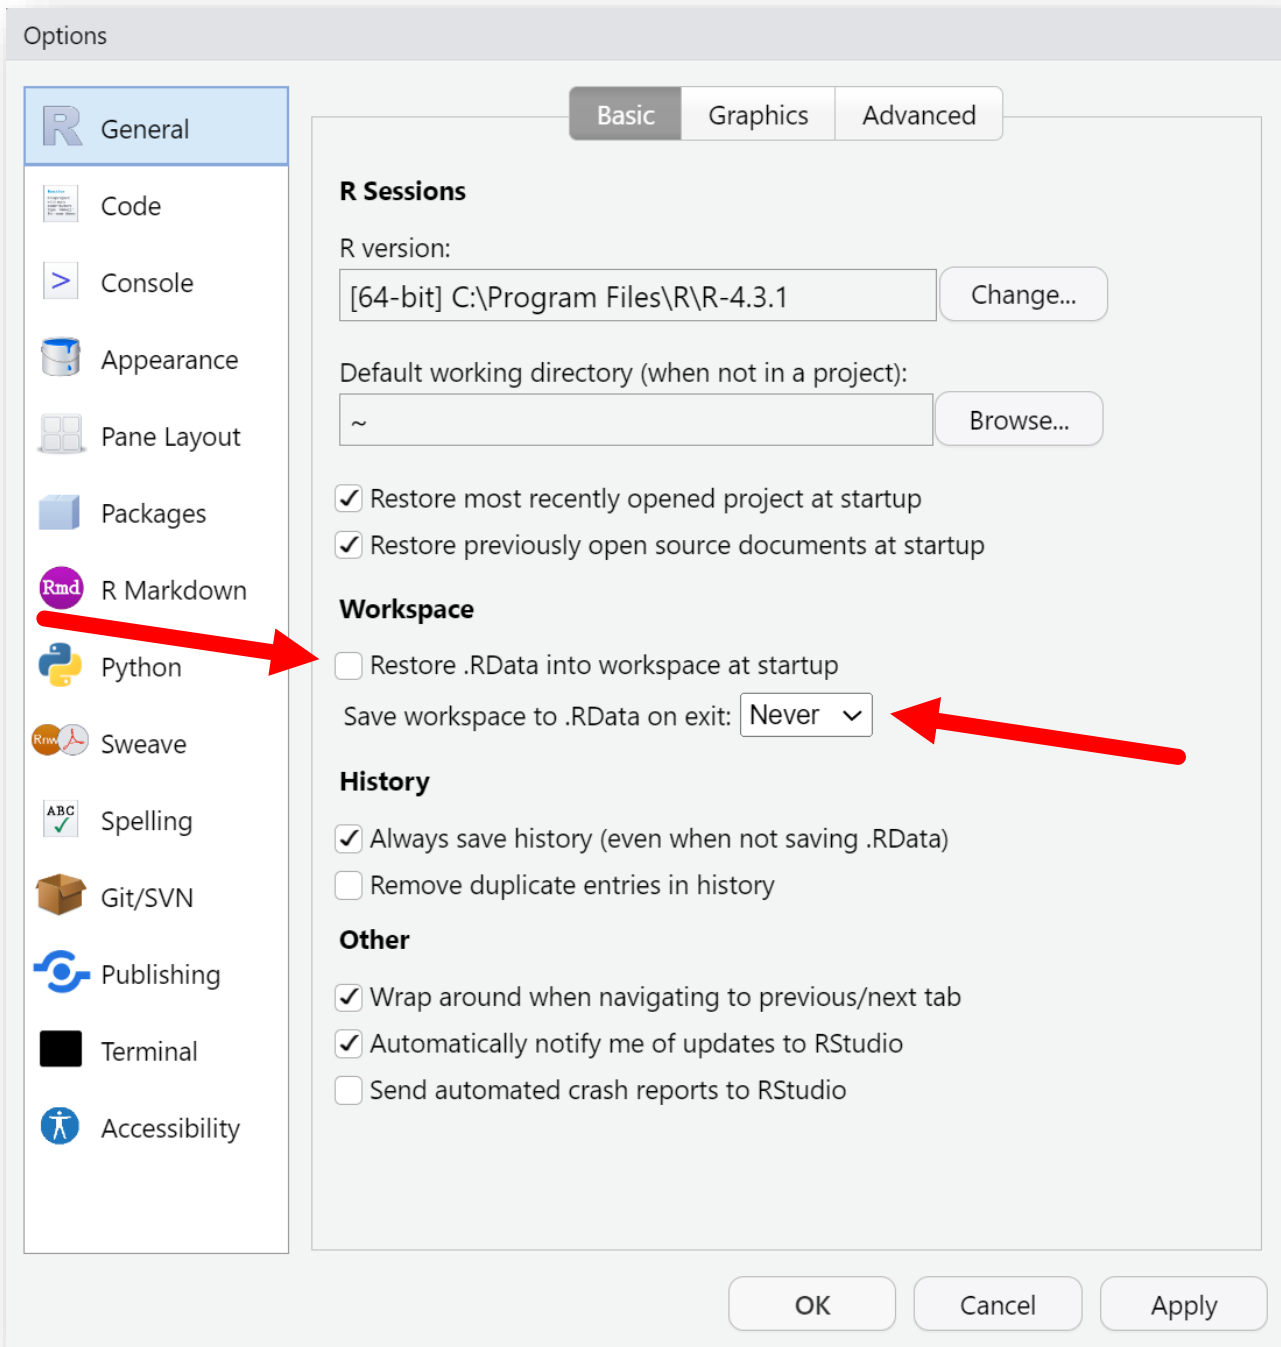 Options
General
Code
Console
Appearance
Pane Layout
Packages
Rmd R Markdown
Python
Rnw Sweave
ABC Spelling
Git/SVN
Publishing
Terminal
Accessibility
Basic Graphics Advanced
R Sessions
R version:
[64-bit] C:\Program Files\R\R-4.3.1 Change...
Default working directory (when not in a project):
~ Browse...
Restore most recently opened project at startup
Restore previously open source documents at startup
Workspace
Restore .RData into workspace at startup
Save workspace to .RData on exit: Never
History
Always save history (even when not saving .RData)
Remove duplicate entries in history
Other
Wrap around when navigating to previous/next tab
Automatically notify me of updates to RStudio
Send automated crash reports to RStudio
OK Cancel Apply